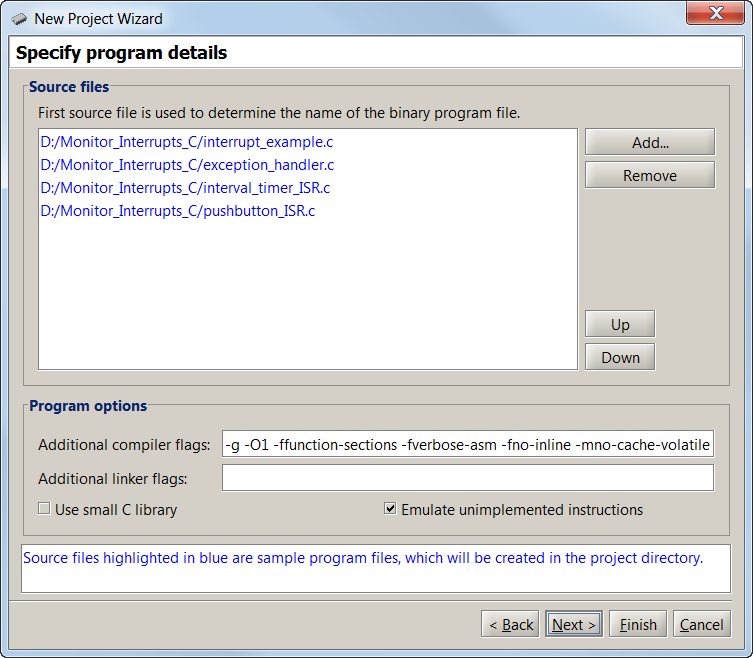 New Project Wizard
Specify program details
Source files
First source file is used to determine the name of the binary program file.
D:/Monitor_Interrupts_C/interrupt_example.c
D:/Monitor_Interrupts_C/exception_handler.c
D:/Monitor_Interrupts_C/interval_timer_ISR.c
D:/Monitor_Interrupts_C/pushbutton_ISR.c
Add...
Remove
Up
Down
Program options
Additional compiler flags: -g -O1 -ffunction-sections -fverbose-asm -fno-inline -mno-cache-volatile
Additional linker flags:
Use small C library Emulate unimplemented instructions
Source files highlighted in blue are sample program files, which will be created in the project directory.
< Back Next > Finish Cancel